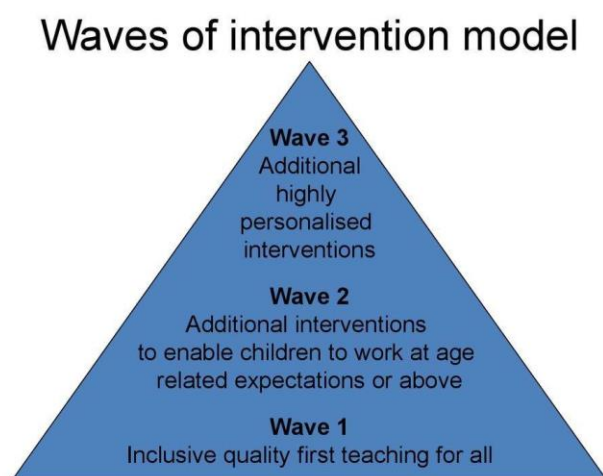 Waves of intervention model
Wave 3
Additional
highly
personalised
interventions
Wave 2
Additional interventions
to enable children to work at age
related expectations or above
Wave 1
Inclusive quality first teaching for all